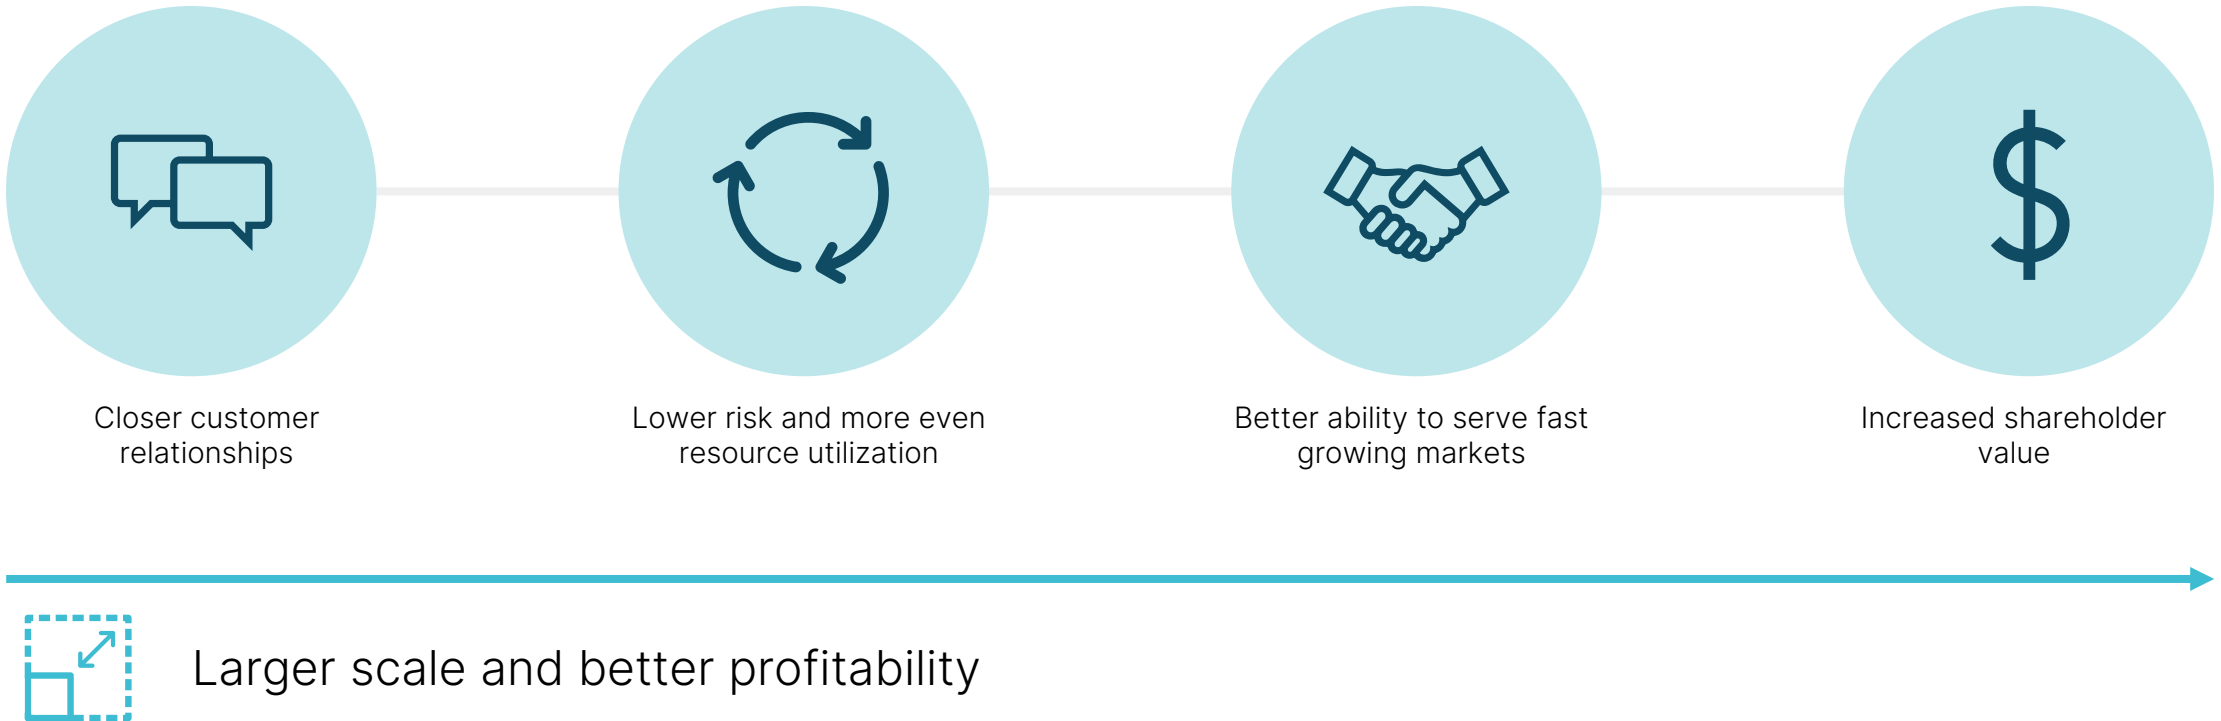 Closer customer
relationships
Lower risk and more even
resource utilization
Better ability to serve fast
growing markets
Increased shareholder
value
Larger scale and better profitability